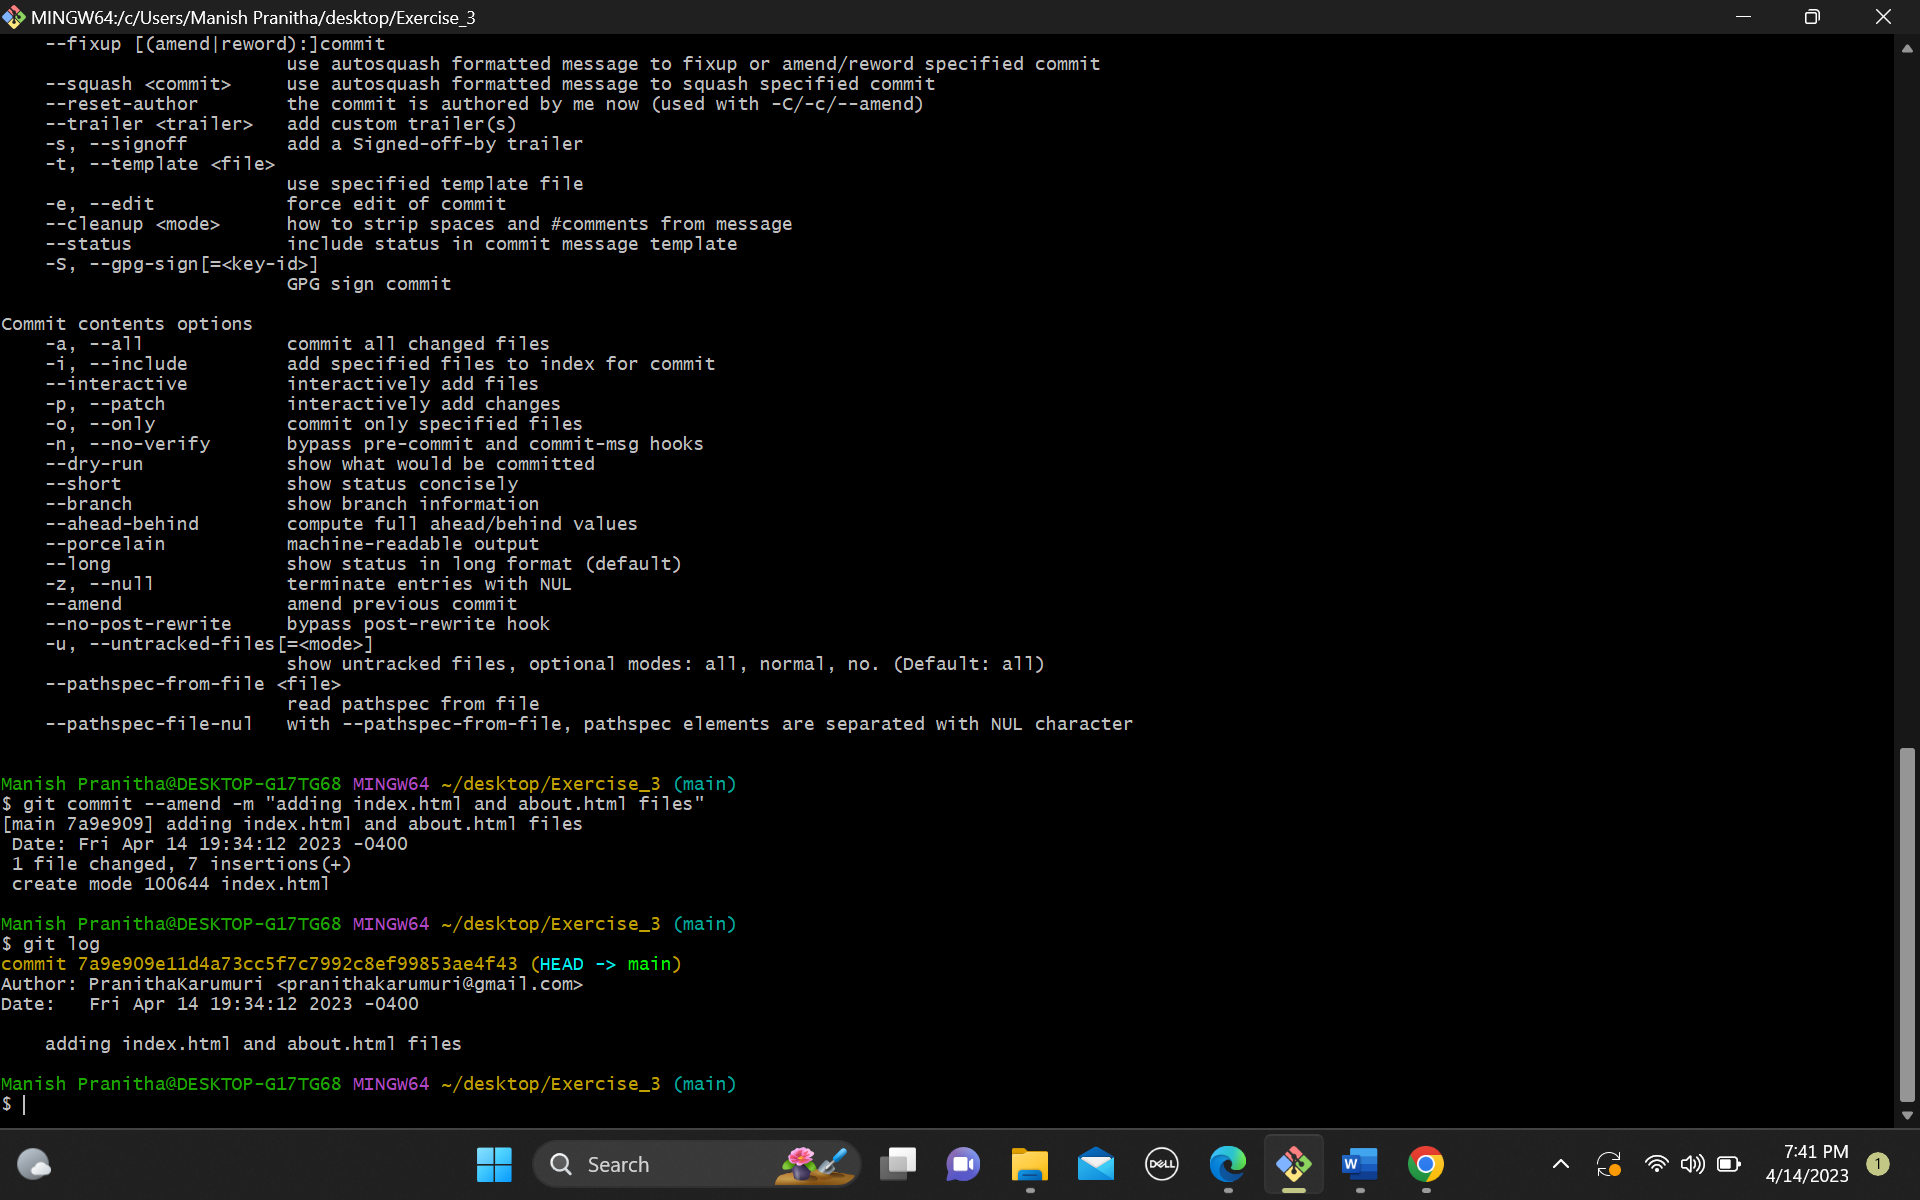 MINGW64:/c/Users/Manish Pranitha/desktop/Exercise_3
    --fixup [(amend|reword):]commit
                          use autosquash formatted message to fixup or amend/reword specified commit
    --squash <commit>     use autosquash formatted message to squash specified commit
    --reset-author        the commit is authored by me now (used with -C/-c/--amend)
    --trailer <trailer>   add custom trailer(s)
    -s, --signoff         add a Signed-off-by trailer
    -t, --template <file>
                          use specified template file
    -e, --edit            force edit of commit
    --cleanup <mode>      how to strip spaces and #comments from message
    --status              include status in commit message template
    -S, --gpg-sign[=<key-id>]
                          GPG sign commit

Commit contents options
    -a, --all             commit all changed files
    -i, --include         add specified files to index for commit
    --interactive         interactively add files
    -p, --patch           interactively add changes
    -o, --only            commit only specified files
    -n, --no-verify       bypass pre-commit and commit-msg hooks
    --dry-run             show what would be committed
    --short               show status concisely
    --branch              show branch information
    --ahead-behind        compute full ahead/behind values
    --porcelain           machine-readable output
    --long                show status in long format (default)
    -z, --null            terminate entries with NUL
    --amend               amend previous commit
    --no-post-rewrite     bypass post-rewrite hook
    -u, --untracked-files[=<mode>]
                          show untracked files, optional modes: all, normal, no. (Default: all)
    --pathspec-from-file <file>
                          read pathspec from file
    --pathspec-file-nul   with --pathspec-from-file, pathspec elements are separated with NUL character

Manish Pranitha@DESKTOP-G17TG68 MINGW64 ~/desktop/Exercise_3 (main)
$ git commit --amend -m "adding index.html and about.html files"
[main 7a9e909] adding index.html and about.html files
 Date: Fri Apr 14 19:34:12 2023 -0400
 1 file changed, 7 insertions(+)
 create mode 100644 index.html

Manish Pranitha@DESKTOP-G17TG68 MINGW64 ~/desktop/Exercise_3 (main)
$ git log
commit 7a9e909e11d4a73cc5f7c7992c8ef99853ae4f43 (HEAD -> main)
Author: PranithaKarumuri <pranithakarumuri@gmail.com>
Date:   Fri Apr 14 19:34:12 2023 -0400

    adding index.html and about.html files

Manish Pranitha@DESKTOP-G17TG68 MINGW64 ~/desktop/Exercise_3 (main)
$
Search
DELL
W
7:41 PM
4/14/2023
1